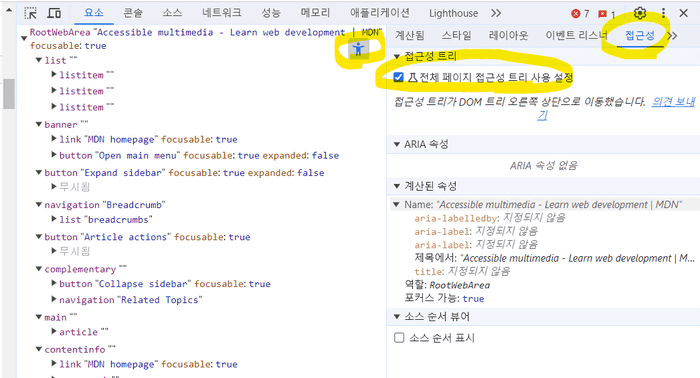 요소 콘솔 소스 네트워크 성능 메모리 애플리케이션 Lighthouse » 7 1
RootWebArea "Accessible multimedia - Learn web development | MDN"
focusable: true
list ""
listitem ""
listitem ""
listitem ""
banner ""
link "MDN homepage" focusable: true
button "Open main menu" focusable: true expanded: false
button "Expand sidebar" focusable: true expanded: false
무시됨
navigation "Breadcrumb"
list "breadcrumbs"
button "Article actions" focusable: true
무시됨
complementary ""
button "Collapse sidebar" focusable: true
navigation "Related Topics"
main ""
article ""
contentinfo ""
link "MDN homepage" focusable: true
계산됨 스타일 레이아웃 이벤트 리스너 접근성 »
접근성 트리
전체 페이지 접근성 트리 사용 설정
접근성 트리가 DOM 트리 오른쪽 상단으로 이동했습니다. 의견 보내
기
ARIA 속성
ARIA 속성 없음
계산된 속성
Name: "Accessible multimedia - Learn web development | MDN"
aria-labelledby: 지정되지 않음
aria-label: 지정되지 않음
aria-label: 지정되지 않음
제목에서: "Accessible multimedia - Learn web development | M...
title: 지정되지 않음
역할: RootWebArea
포커스 가능: true
소스 순서 뷰어
소스 순서 표시